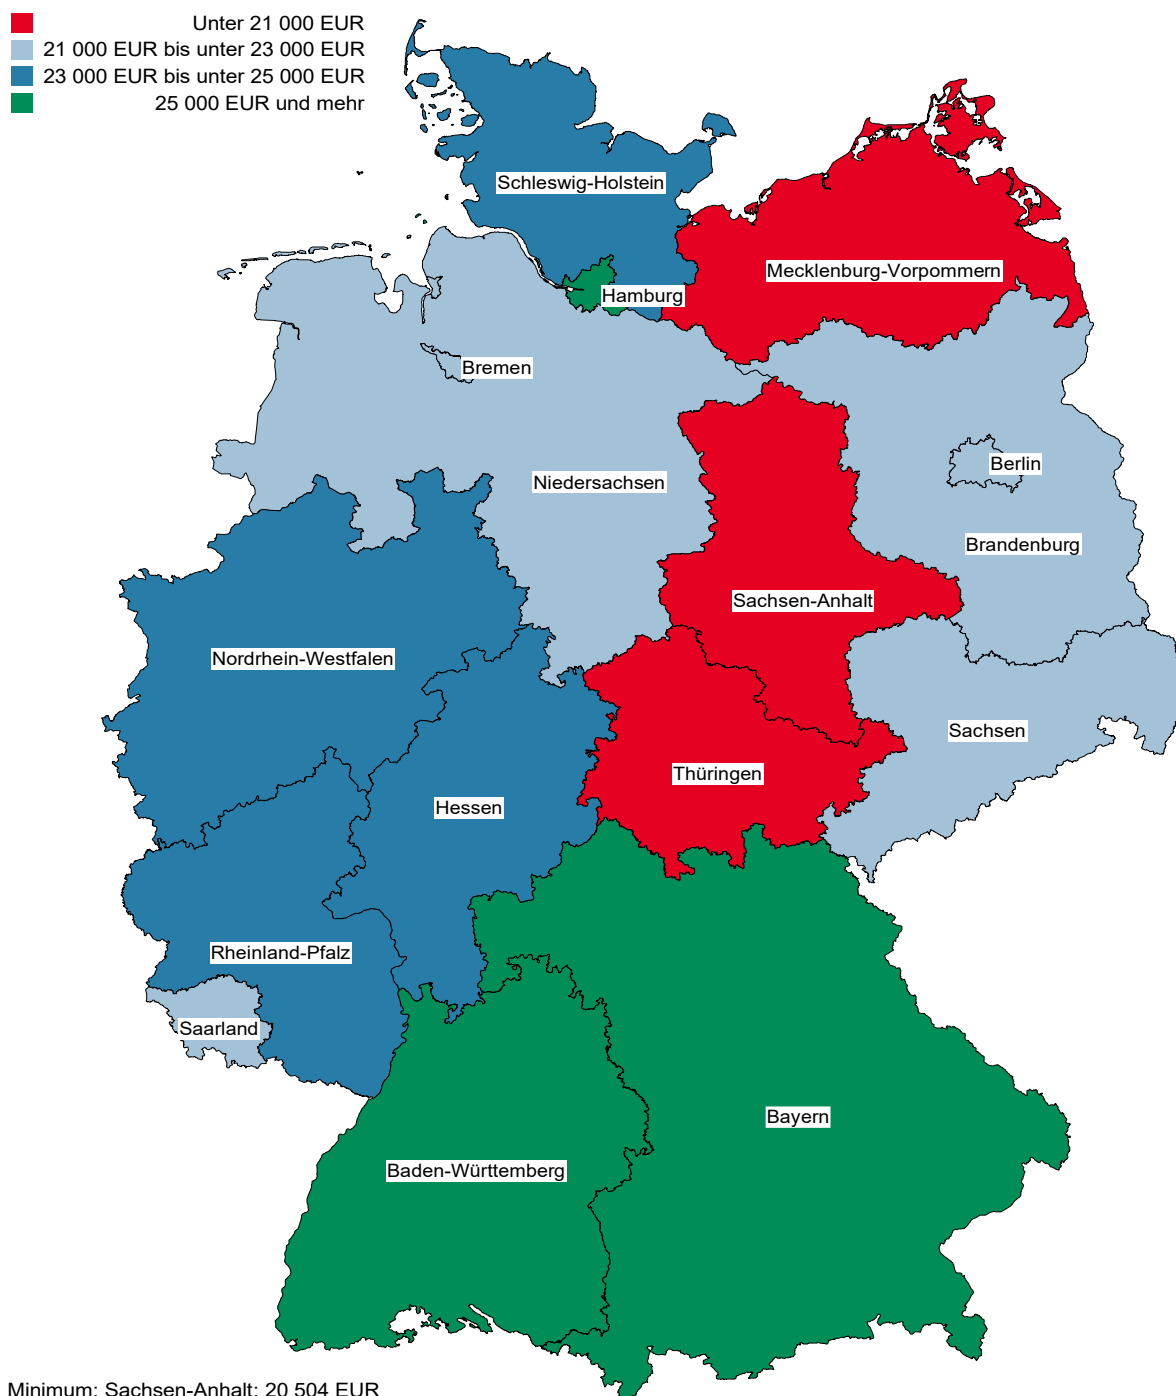 Unter 21 000 EUR
21 000 EUR bis unter 23 000 EUR
23 000 EUR bis unter 25 000 EUR
25 000 EUR und mehr
Schleswig-Holstein
Mecklenburg-Vorpommern
Hamburg
Bremen
Berlin
Niedersachsen
Brandenburg
Sachsen-Anhalt
Nordrhein-Westfalen
Sachsen
Thüringen
Hessen
Rheinland-Pfalz
Saarland
Bayern
Baden-Württemberg
Minimum: Sachsen-Anhalt: 20 504 EUR